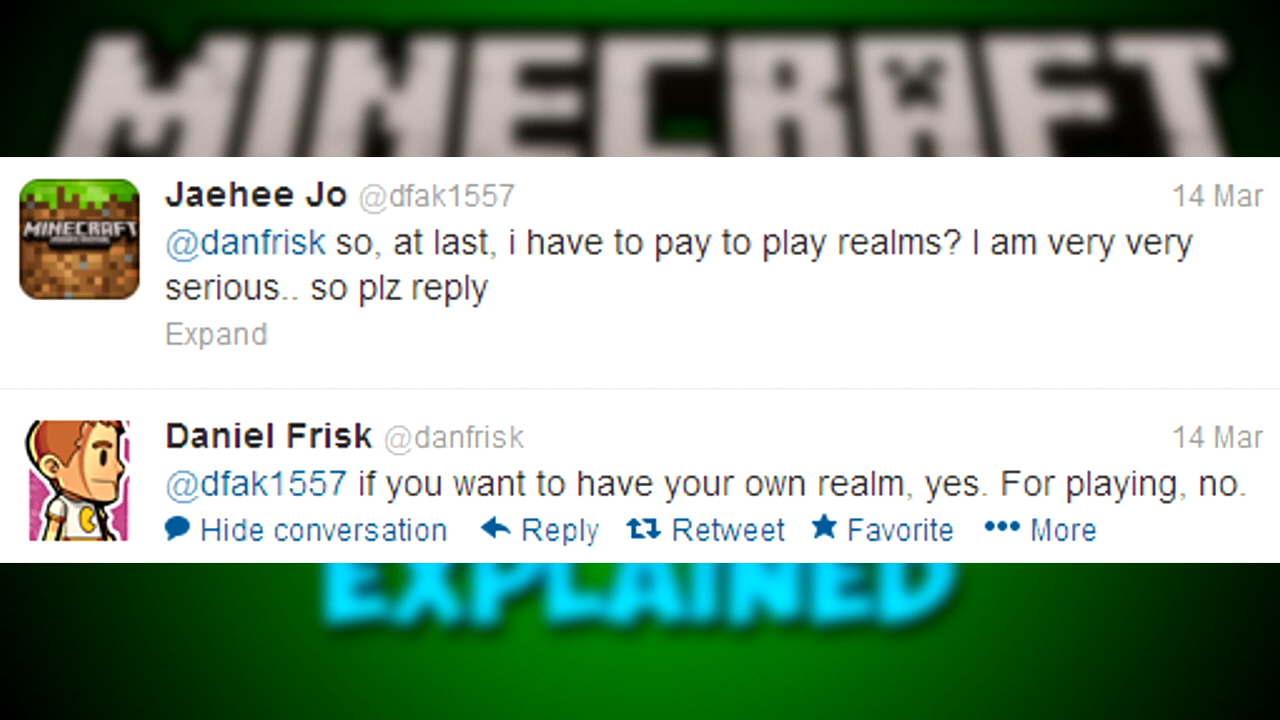 MINECRAFT
MINECRAFT
Jaehee Jo @dfak1557 14 Mar
@danfrisk so, at last, i have to pay to play realms? I am very very
serious.. so plz reply
Expand
Daniel Frisk @danfrisk 14 Mar
@dfak1557 if you want to have your own realm, yes. For playing, no.
Hide conversation Reply Retweet Favorite More
EXPLAINED